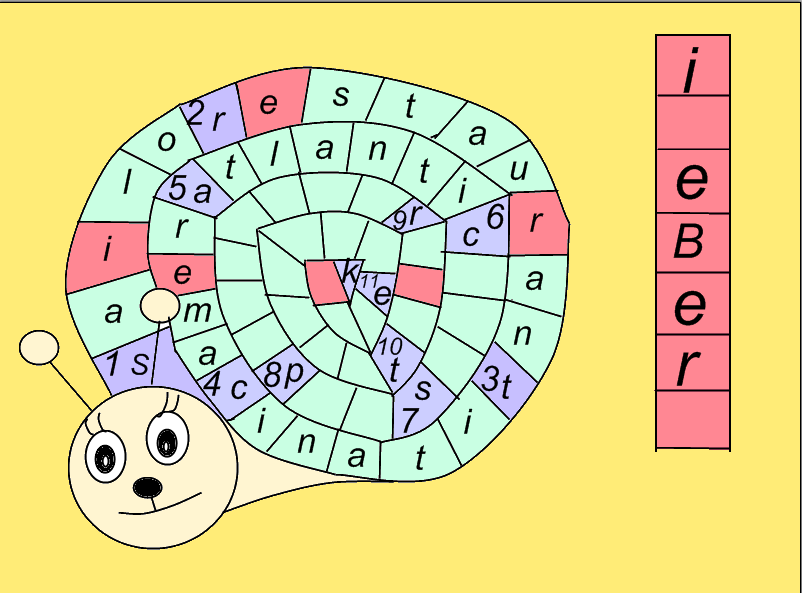 1 s a i l o
2 r e s t a u r a n
3 t i t a n i
4 c a m e r
5 a t l a n t i
6 c
7 s
8 p
9 r
10 t
11 e
k
i
e
B
e
r